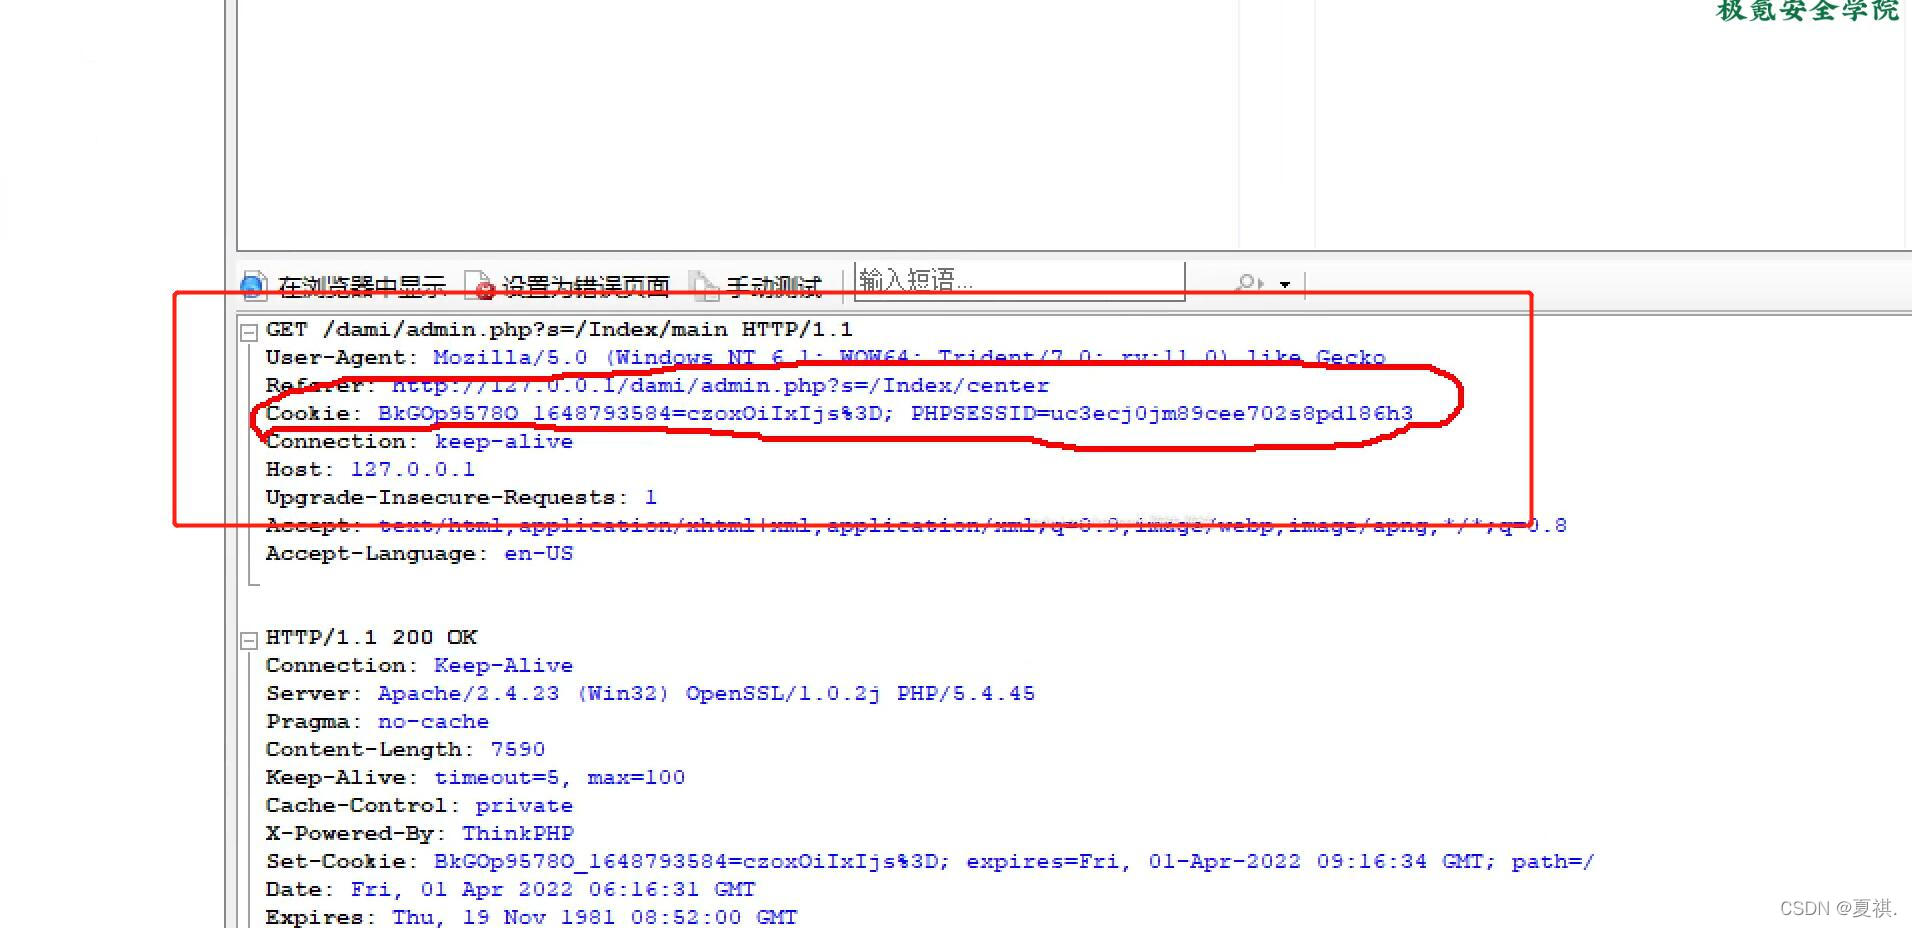 极氪安全学院
在浏览器中显示 设置为错误页面 手动测试 输入短语...
GET /dami/admin.php?s=/Index/main HTTP/1.1
User-Agent: Mozilla/5.0 (Windows NT 6.1; WOW64; Trident/7.0; rv:11.0) like Gecko
Referer: http://127.0.0.1/dami/admin.php?s=/Index/center
Cookie: BkGOp9578O_1648793584=czoxOiIxIjs%3D; PHPSESSID=uc3ecj0jm89cee702s8pd186h3
Connection: keep-alive
Host: 127.0.0.1
Upgrade-Insecure-Requests: 1
Accept: text/html,application/xhtml+xml,application/xml;q=0.9,image/webp,image/apng,*/*;q=0.8
Accept-Language: en-US
HTTP/1.1 200 OK
Connection: Keep-Alive
Server: Apache/2.4.23 (Win32) OpenSSL/1.0.2j PHP/5.4.45
Pragma: no-cache
Content-Length: 7590
Keep-Alive: timeout=5, max=100
Cache-Control: private
X-Powered-By: ThinkPHP
Set-Cookie: BkGOp9578O_1648793584=czoxOiIxIjs%3D; expires=Fri, 01-Apr-2022 09:16:34 GMT; path=/
Date: Fri, 01 Apr 2022 06:16:31 GMT
Expires: Thu, 19 Nov 1981 08:52:00 GMT
CSDN @夏祺.